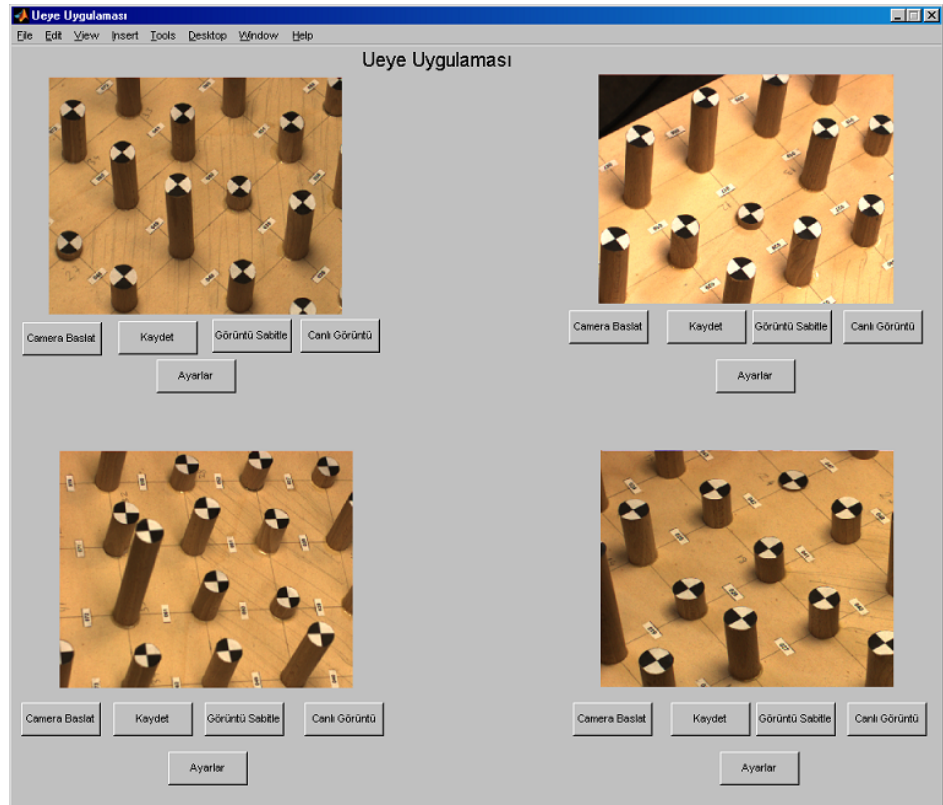 Ueye Uygulaması
File Edit View Insert Tools Desktop Window Help
Ueye Uygulaması
Camera Baslat Kaydet Görüntü Sabitle Canlı Görüntü
Ayarlar
Camera Baslat Kaydet Görüntü Sabitle Canlı Görüntü
Ayarlar
Camera Baslat Kaydet Görüntü Sabitle Canlı Görüntü
Ayarlar
Camera Baslat Kaydet Görüntü Sabitle Canlı Görüntü
Ayarlar